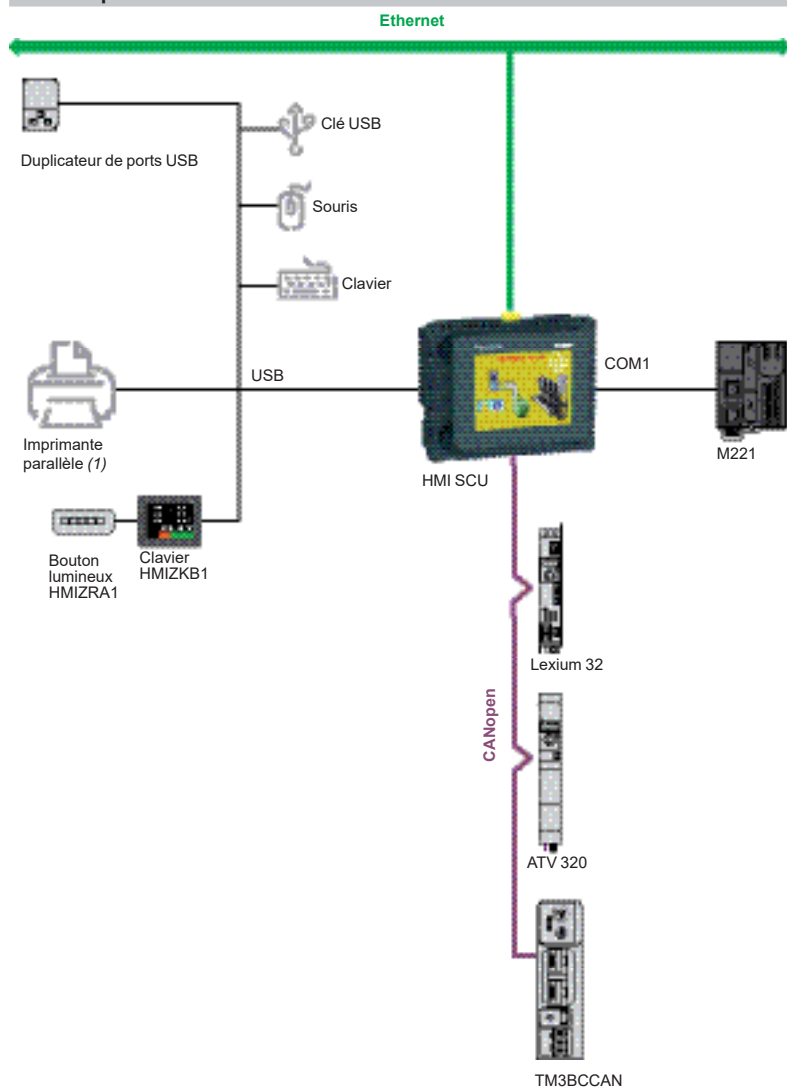 Ethernet
Clé USB
Duplicateur de ports USB
Souris
Clavier
USB
COM1
Imprimante
parallèle (1)
M221
HMI SCU
Bouton
lumineux
HMIZRA1
Clavier
HMIZKB1
Lexium 32
CANopen
ATV 320
TM3BCCAN